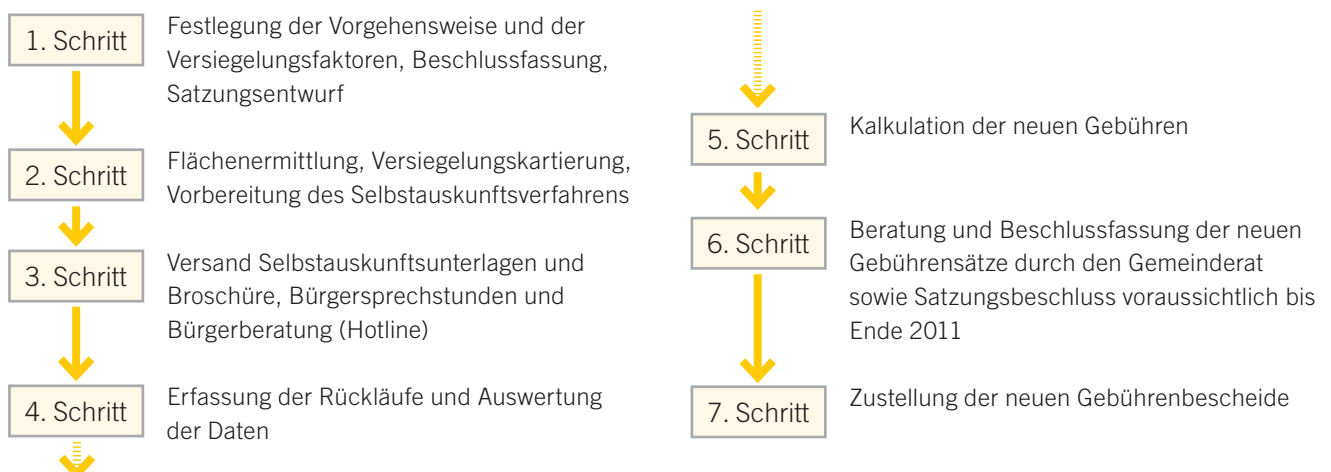 1. Schritt
Festlegung der Vorgehensweise und der
Versiegelungsfaktoren, Beschlussfassung,
Satzungsentwurf
2. Schritt
Flächenermittlung, Versiegelungskartierung,
Vorbereitung des Selbstauskunftsverfahrens
3. Schritt
Versand Selbstauskunftsunterlagen und
Broschüre, Bürgersprechstunden und
Bürgerberatung (Hotline)
4. Schritt
Erfassung der Rückläufe und Auswertung
der Daten
5. Schritt
Kalkulation der neuen Gebühren
6. Schritt
Beratung und Beschlussfassung der neuen
Gebührensätze durch den Gemeinderat
sowie Satzungsbeschluss voraussichtlich bis
Ende 2011
7. Schritt
Zustellung der neuen Gebührenbescheide